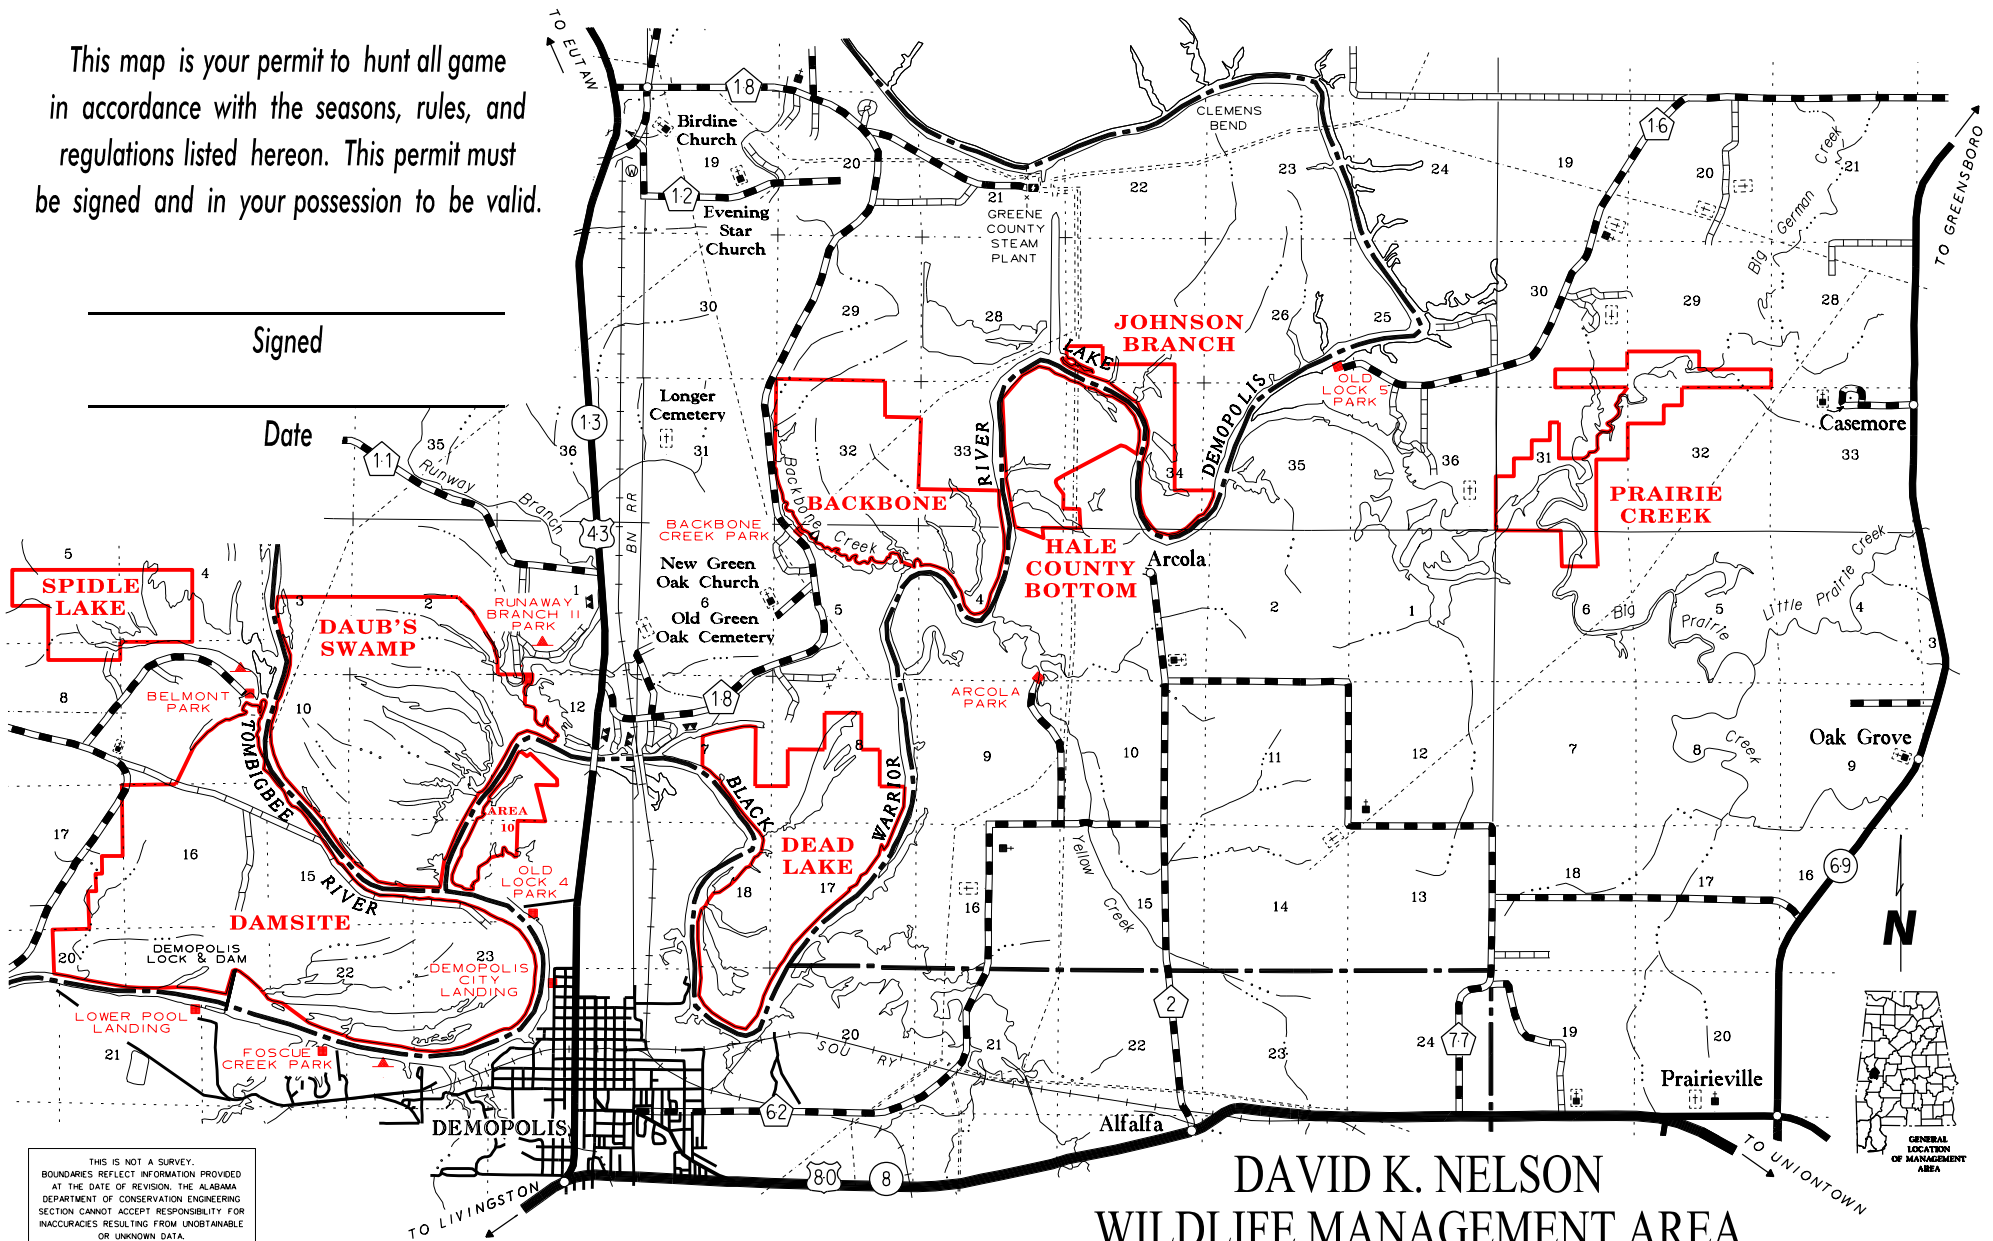 This map is your permit to hunt all game
in accordance with the seasons, rules, and
regulations listed hereon. This permit must
be signed and in your possession to be valid.
Signed
Date
TO EUTAW
18
Birdine
Church
19
20
12
Evening
Star
Church
21
GREENE
COUNTY
STEAM
PLANT
22
CLEMENS
BEND
23
24
19
16
20
21
Big German Creek
TO GREENSBORO
30
29
28
26
25
30
29
28
JOHNSON
BRANCH
LAKE
DEMOPOLIS
OLD
LOCK 5
PARK
Longer
Cemetery
13
11
35
Runway
Branch
36
31
32
33
RIVER
34
35
36
31
32
33
Casemore
Backbone
Creek
BACKBONE
BACKBONE
CREEK PARK
43
BN RR
PRAIRIE
CREEK
HALE
COUNTY
BOTTOM
Arcola
New Green
Oak Church
6
Old Green
Oak Cemetery
5
4
5
4
SPIDLE
LAKE
3
2
1
DAUB'S
SWAMP
RUNAWAY
BRANCH II
PARK
2
1
6
Big
Prairie
5
Little Prairie Creek
4
3
8
BELMONT
PARK
10
12
18
ARCOLA
PARK
TOMBIGBEE
7
8
BLACK
WARRIOR
9
10
11
12
7
8
Creek
9
Oak Grove
AREA
10
DEAD
LAKE
17
16
15
RIVER
OLD
LOCK 4
PARK
18
17
Yellow
Creek
16
15
14
13
18
17
16
69
DAMSITE
DEMOPOLIS
LOCK & DAM
20
22
23
DEMOPOLIS
CITY
LANDING
N
LOWER POOL
LANDING
21
FOSCUE
CREEK PARK
20
SOU RY
21
22
2
23
24
77
19
20
Prairieville
DEMOPOLIS
62
Alfalfa
80
8
TO LIVINGSTON
TO UNIONTOWN
GENERAL
LOCATION
OF MANAGEMENT
AREA
THIS IS NOT A SURVEY.
BOUNDARIES REFLECT INFORMATION PROVIDED
AT THE DATE OF REVISION. THE ALABAMA
DEPARTMENT OF CONSERVATION ENGINEERING
SECTION CANNOT ACCEPT RESPONSIBILITY FOR
INACCURACIES RESULTING FROM UNOBTAINABLE
OR UNKNOWN DATA.
DAVID K. NELSON
WILDLIFE MANAGEMENT AREA